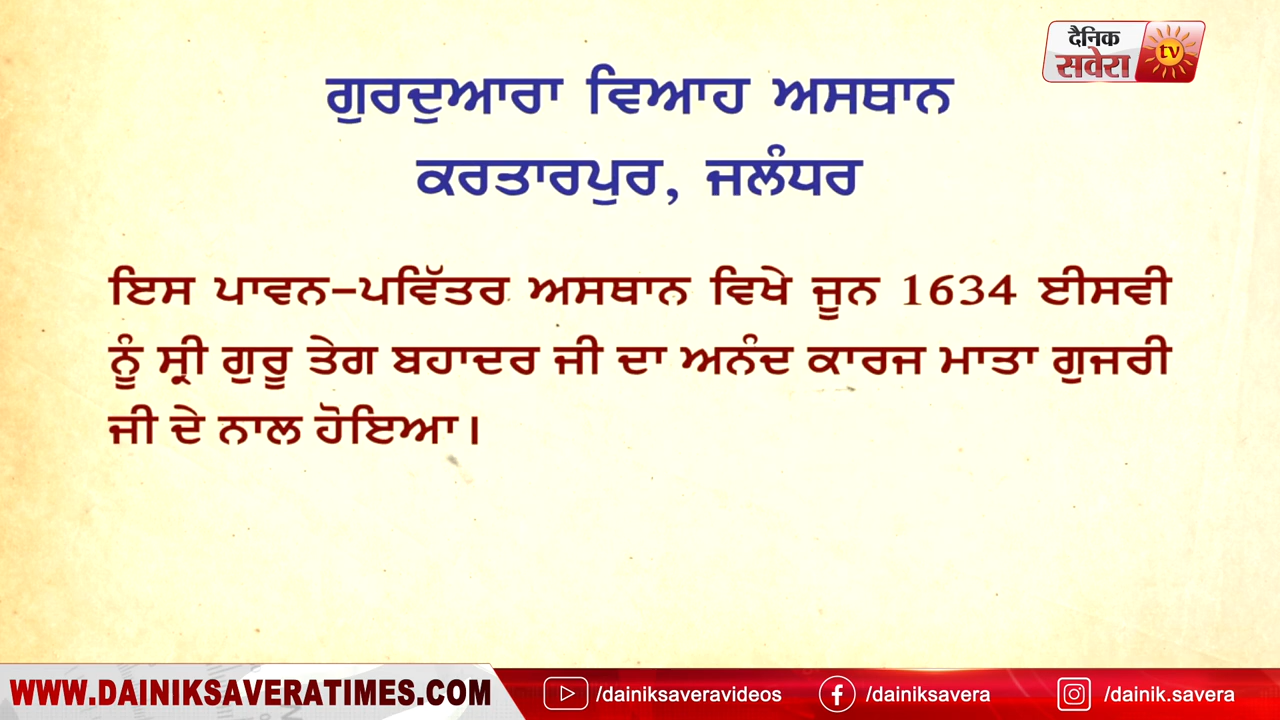 दैनिक
सवेरा tv
ਗੁਰਦੁਆਰਾ ਵਿਆਹ ਅਸਥਾਨ
ਕਰਤਾਰਪੁਰ, ਜਲੰਧਰ
ਇਸ ਪਾਵਨ-ਪਵਿੱਤਰ ਅਸਥਾਨ ਵਿਖੇ ਜੂਨ 1634 ਈਸਵੀ
ਨੂੰ ਸ੍ਰੀ ਗੁਰੂ ਤੇਗ ਬਹਾਦਰ ਜੀ ਦਾ ਅਨੰਦ ਕਾਰਜ ਮਾਤਾ ਗੁਜਰੀ
ਜੀ ਦੇ ਨਾਲ ਹੋਇਆ।
WWW.DAINIKSAVERATIMES.COM /dainiksaveravideos /dainiksavera /dainik.savera